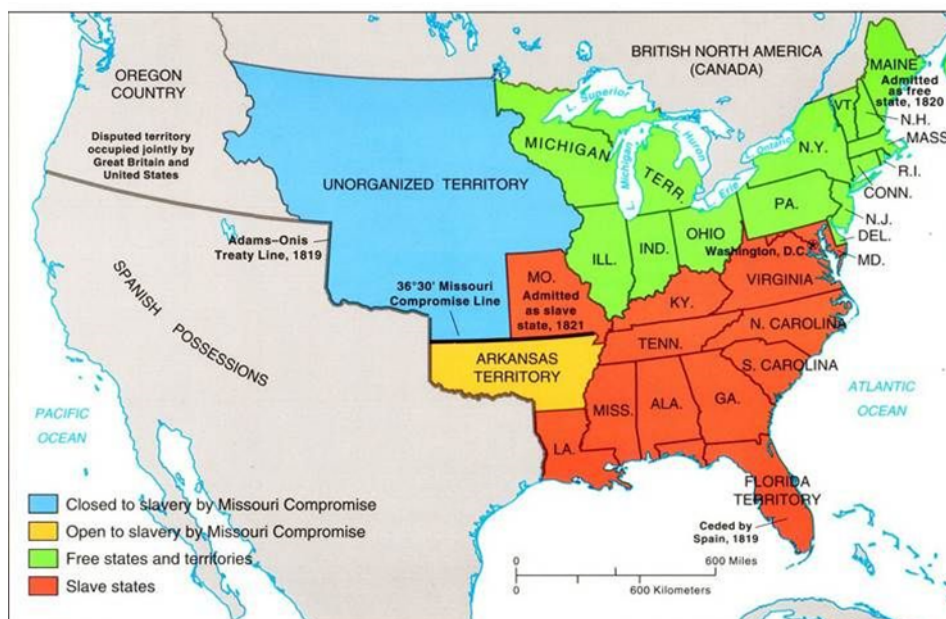 BRITISH NORTH AMERICA
(CANADA)
OREGON
COUNTRY
Disputed territory
occupied jointly by
Great Britain and
United States
MAINE
Admitted
as free
state, 1820
VT.
N.H.
MASS
R.I.
CONN.
N.Y.
L. Superior
L. Michigan
L. Huron
L. Ontario
L. Erie
MICHIGAN
TERR.
UNORGANIZED TERRITORY
PA.
N.J.
DEL.
MD.
OHIO
IND.
ILL.
Washington, D.C.
Adams–Onis
Treaty Line, 1819
36°30' Missouri
Compromise Line
MO.
Admitted
as slave
state, 1821
KY.
VIRGINIA
N. CAROLINA
TENN.
S. CAROLINA
SPANISH
POSSESSIONS
ARKANSAS
TERRITORY
MISS.
ALA.
GA.
LA.
PACIFIC
OCEAN
ATLANTIC
OCEAN
FLORIDA
TERRITORY
Ceded by
Spain, 1819
Closed to slavery by Missouri Compromise
Open to slavery by Missouri Compromise
Free states and territories
Slave states
0
600 Miles
0
600 Kilometers